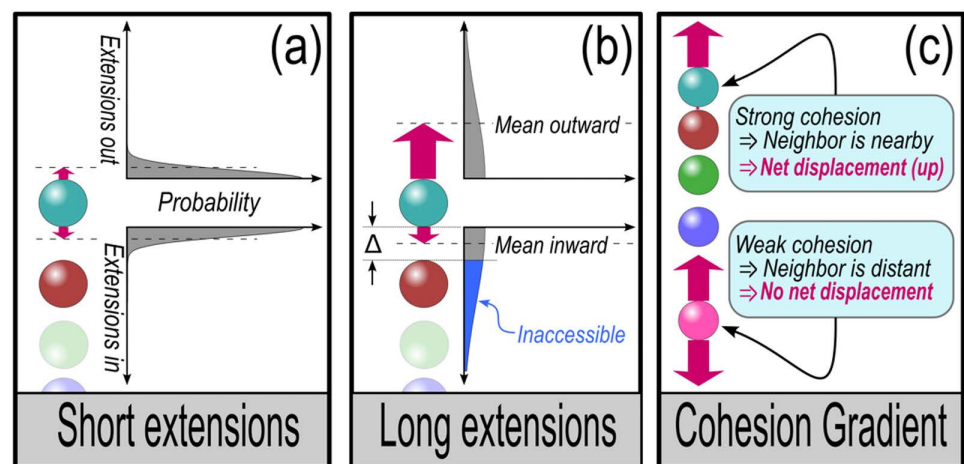 (a)
Extensions out
Probability
Extensions in
Short extensions
(b)
Mean outward
Δ
Mean inward
Inaccessible
Long extensions
(c)
Strong cohesion
⇒ Neighbor is nearby
⇒ Net displacement (up)
Weak cohesion
⇒ Neighbor is distant
⇒ No net displacement
Cohesion Gradient